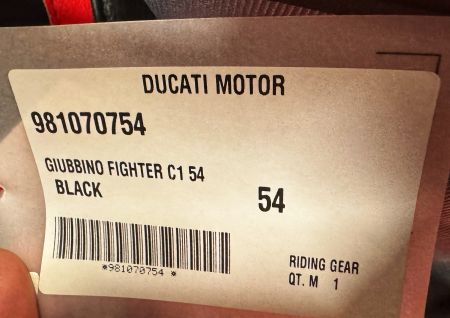 DUCATI MOTOR
981070754
GIUBBINO FIGHTER C1 54
BLACK
54
*981070754 *
RIDING GEAR
QT. M 1